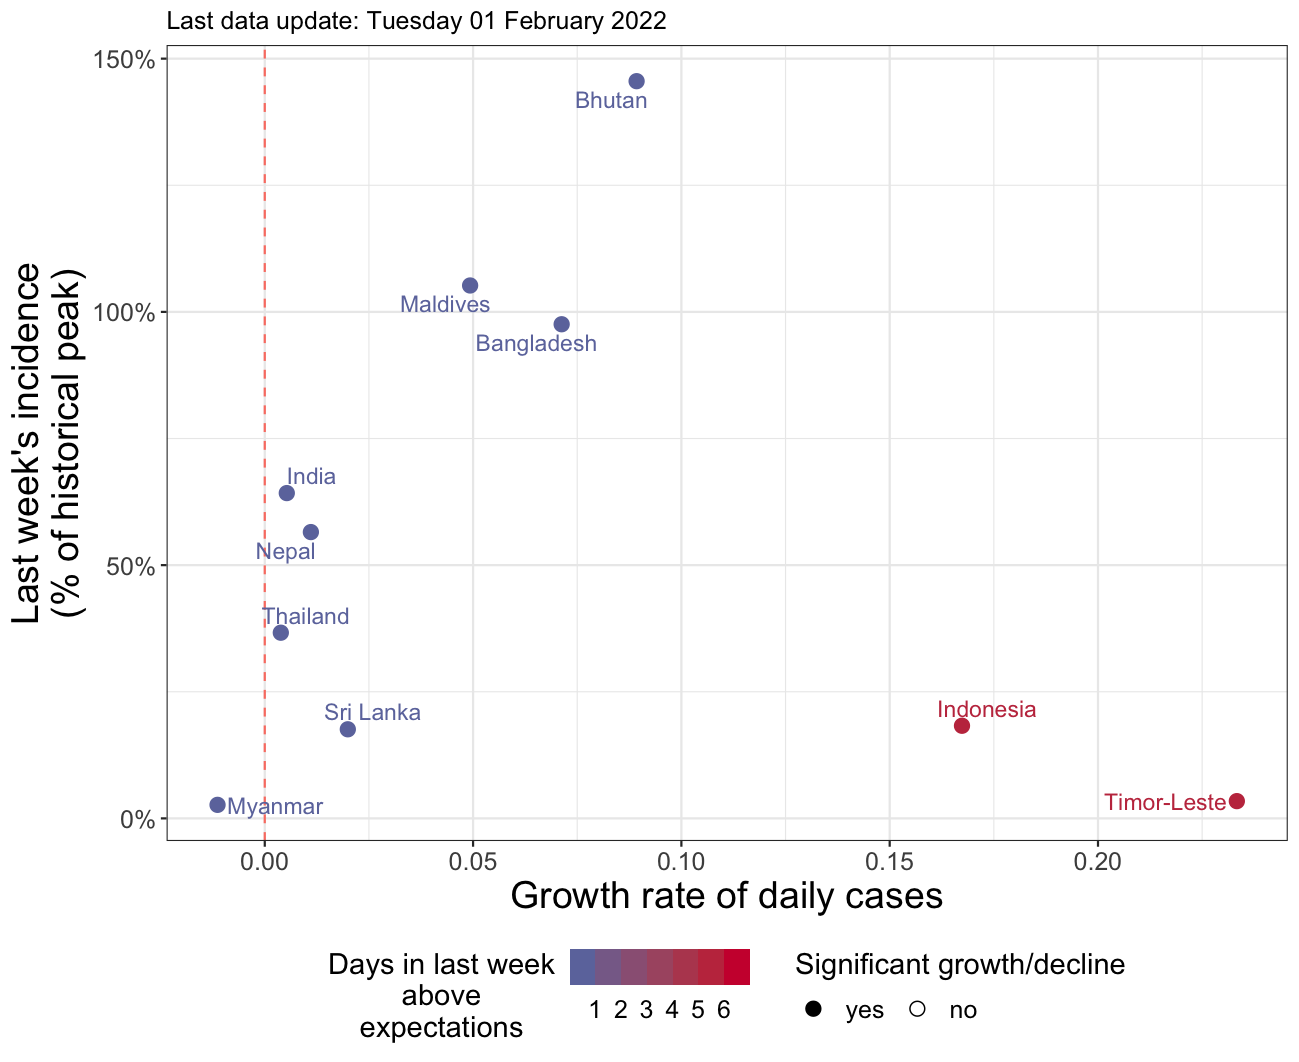 Last data update: Tuesday 01 February 2022
Last week's incidence
(% of historical peak)
150%
100%
50%
0%
Bhutan
Maldives
Bangladesh
India
Nepal
Thailand
Sri Lanka
Indonesia
Timor-Leste
Myanmar
0.00 0.05 0.10 0.15 0.20
Growth rate of daily cases
Days in last week
above
expectations
1 2 3 4 5 6
Significant growth/decline
yes no